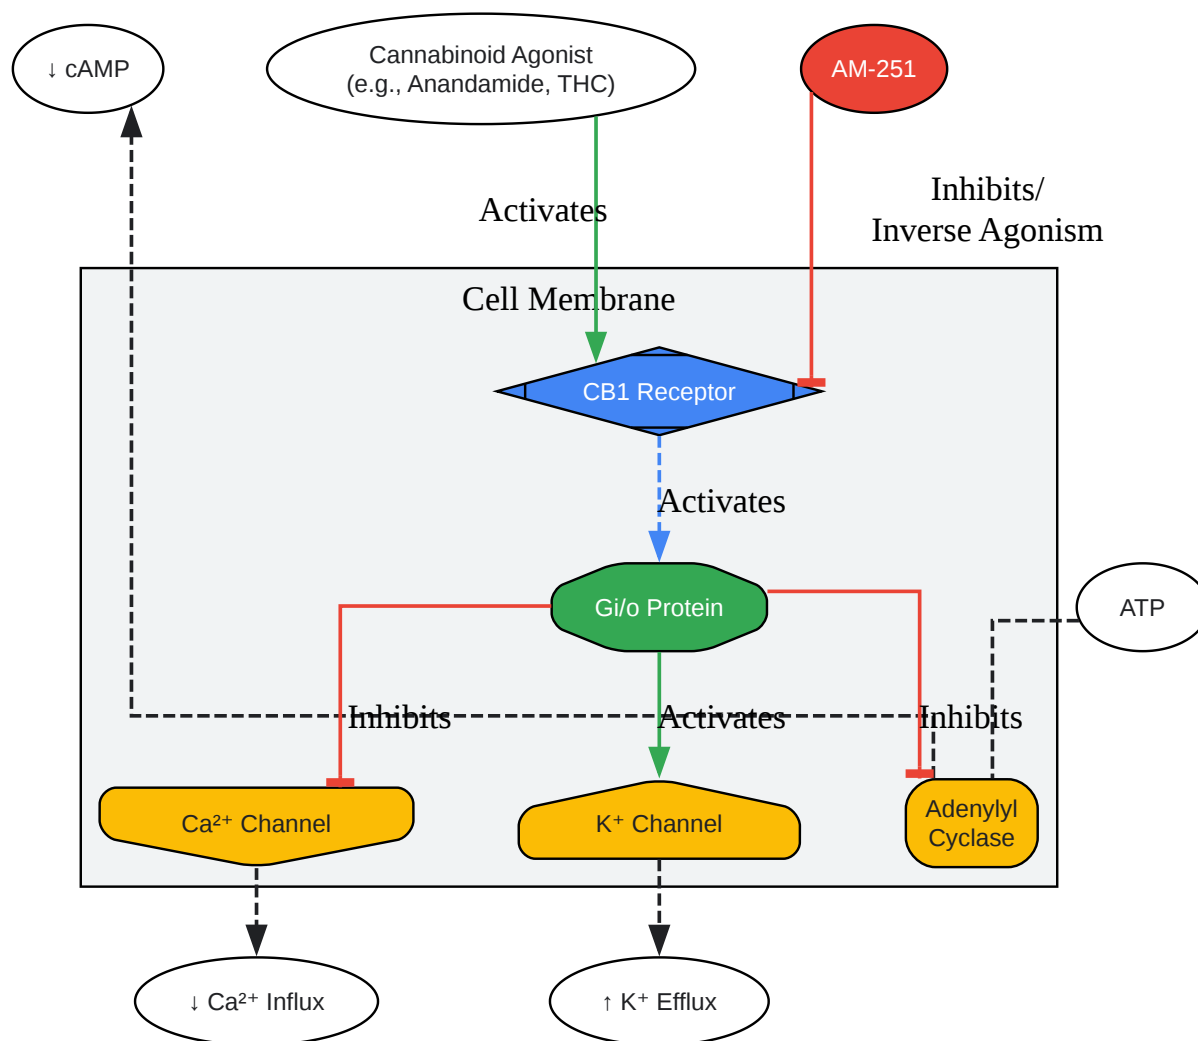 ↓ cAMP
Cannabinoid Agonist
(e.g., Anandamide, THC)
AM-251
Activates
Inhibits/
Inverse Agonism
Cell Membrane
CB1 Receptor
Activates
Gi/o Protein
ATP
Inhibits
Activates
Inhibits
Ca²⁺ Channel
K⁺ Channel
Adenylyl
Cyclase
↓ Ca²⁺ Influx
↑ K⁺ Efflux